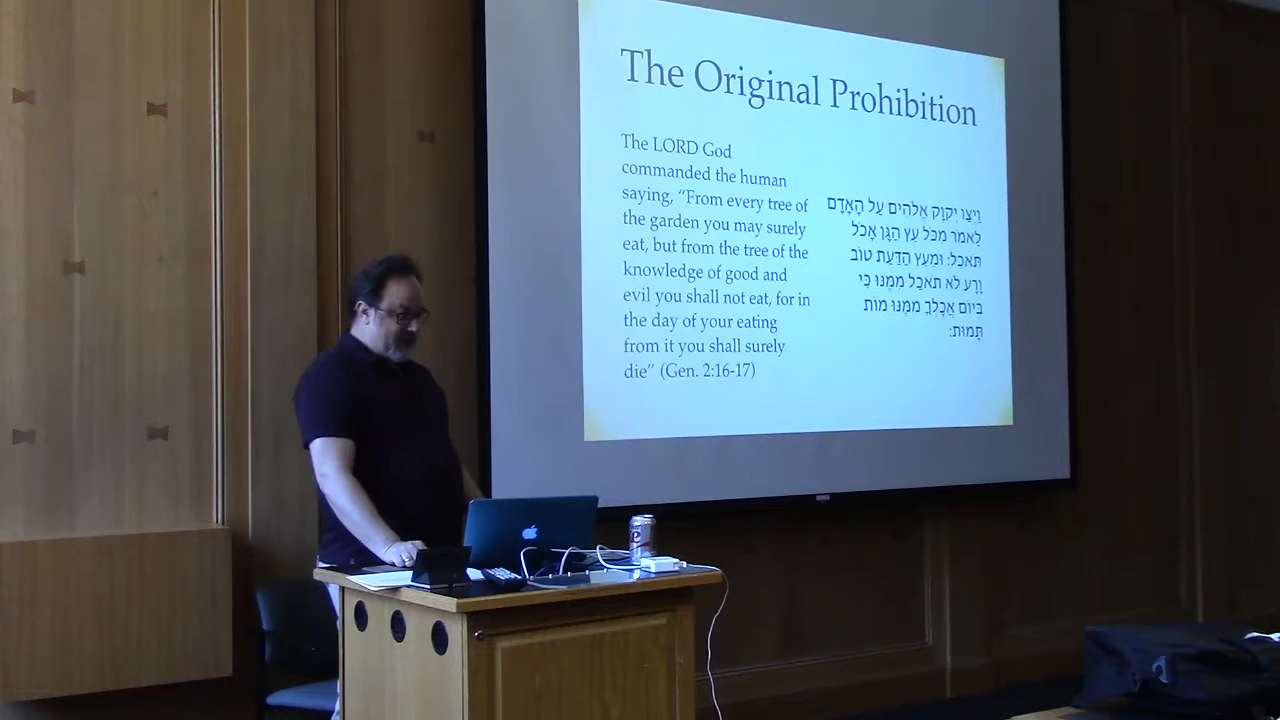 The Original Prohibition
The LORD God
commanded the human
saying, “From every tree of
the garden you may surely
eat, but from the tree of the
knowledge of good and
evil you shall not eat, for in
the day of your eating
from it you shall surely
die” (Gen. 2:16-17)
וַיְצַו יְקוָק אֱלֹהִים עַל הָאָדָם
לֵאמֹר מִכֹּל עֵץ הַגָּן אָכֹל
תֹּאכֵל: וּמֵעֵץ הַדַּעַת טוֹב
וָרָע לֹא תֹאכַל מִמֶּנּוּ כִּי
בְּיוֹם אֲכָלְךָ מִמֶּנּוּ מוֹת
תָּמוּת: